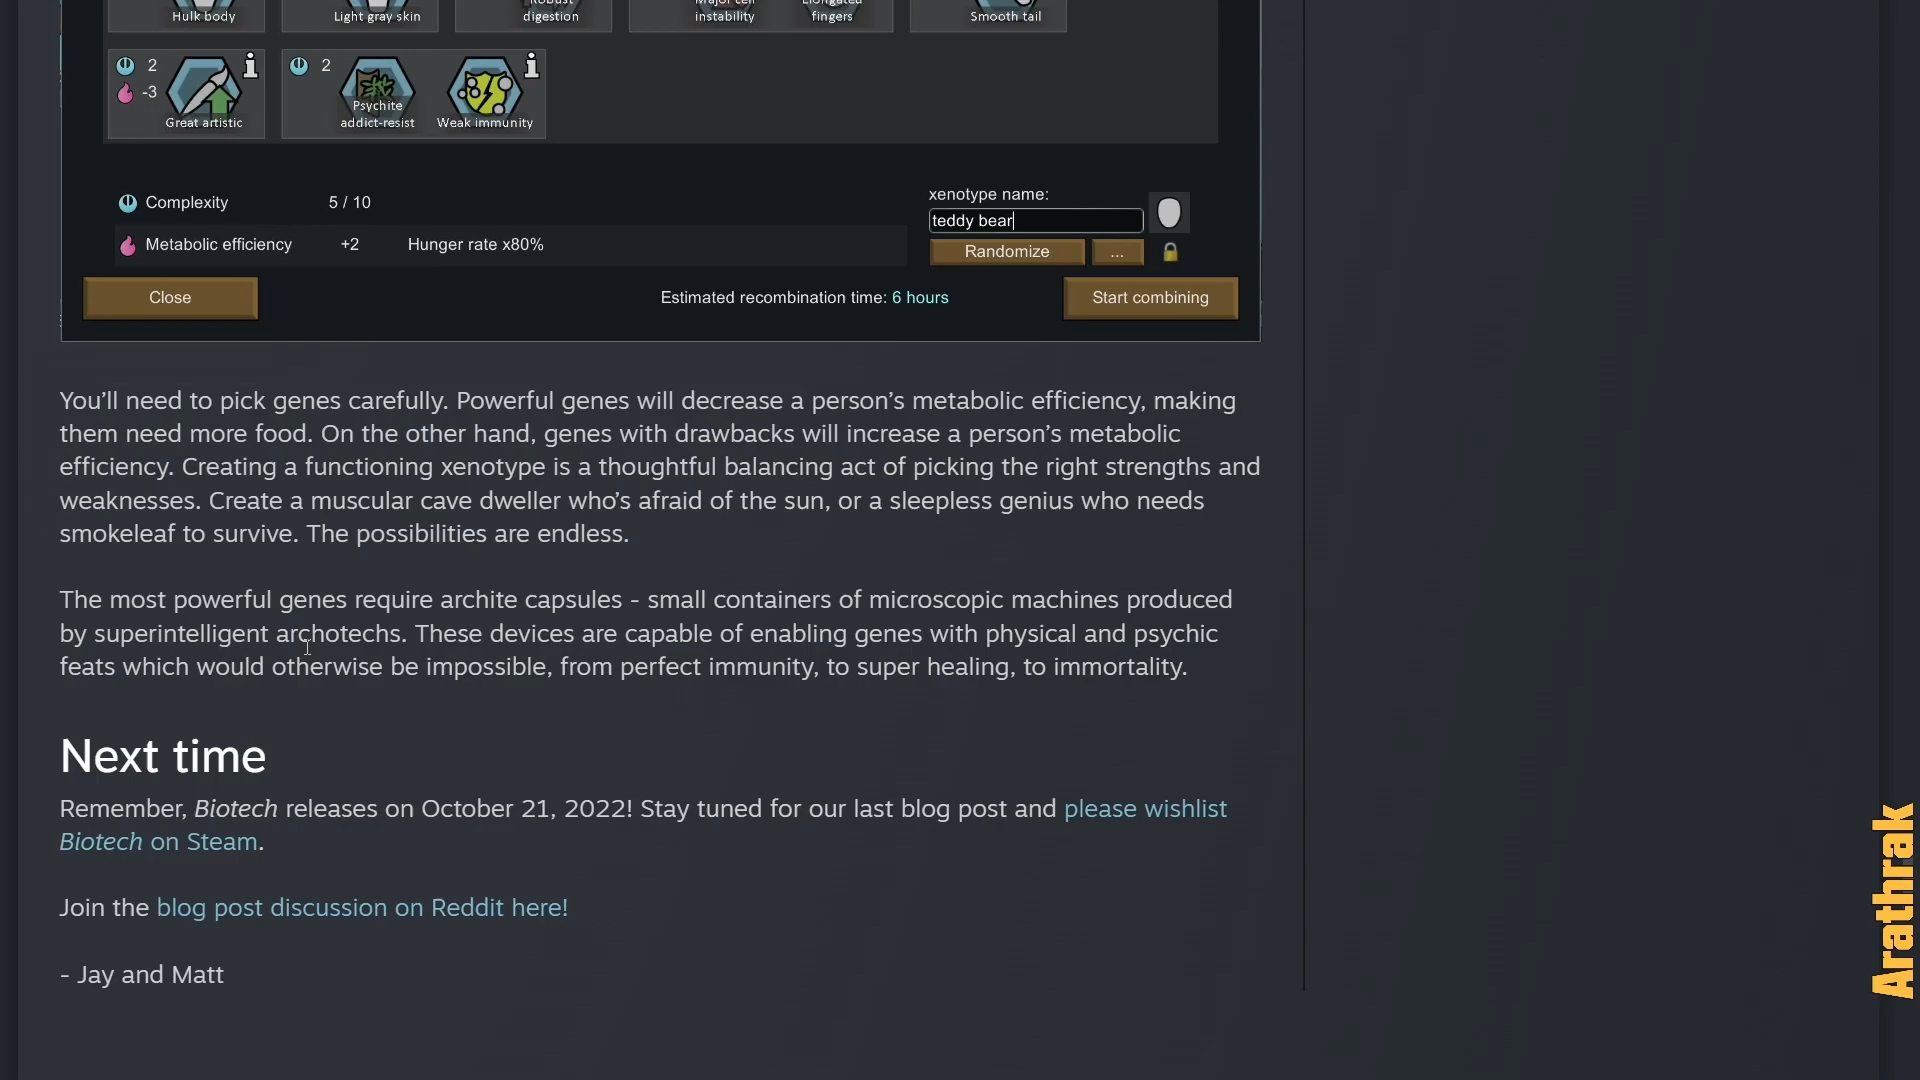 Hulk body
Light gray skin
Robust digestion
Major cell instability
Elongated fingers
Smooth tail
2
-3
Great artistic
2
Psychite addict-resist
Weak immunity
Complexity 5 / 10
Metabolic efficiency +2 Hunger rate x80%
xenotype name:
teddy bear
Randomize ...
Close
Estimated recombination time: 6 hours
Start combining
You’ll need to pick genes carefully. Powerful genes will decrease a person’s metabolic efficiency, making
them need more food. On the other hand, genes with drawbacks will increase a person’s metabolic
efficiency. Creating a functioning xenotype is a thoughtful balancing act of picking the right strengths and
weaknesses. Create a muscular cave dweller who’s afraid of the sun, or a sleepless genius who needs
smokeleaf to survive. The possibilities are endless.
The most powerful genes require archite capsules - small containers of microscopic machines produced
by superintelligent archotechs. These devices are capable of enabling genes with physical and psychic
feats which would otherwise be impossible, from perfect immunity, to super healing, to immortality.
Next time
Remember, Biotech releases on October 21, 2022! Stay tuned for our last blog post and please wishlist
Biotech on Steam.
Join the blog post discussion on Reddit here!
- Jay and Matt
Arathrak